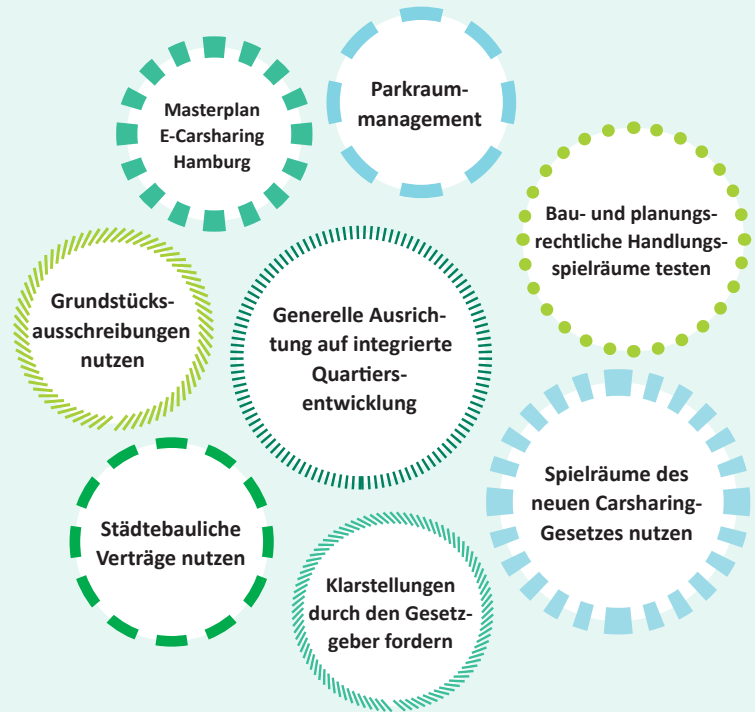 Masterplan
E-Carsharing
Hamburg
Parkraum-
management
Bau- und planungs-
rechtliche Handlungs-
spielräume testen
Grundstücks-
ausschreibungen
nutzen
Generelle Ausrich-
tung auf integrierte
Quartiers-
entwicklung
Spielräume des
neuen Carsharing-
Gesetzes nutzen
Städtebauliche
Verträge nutzen
Klarstellungen
durch den Gesetz-
geber fordern